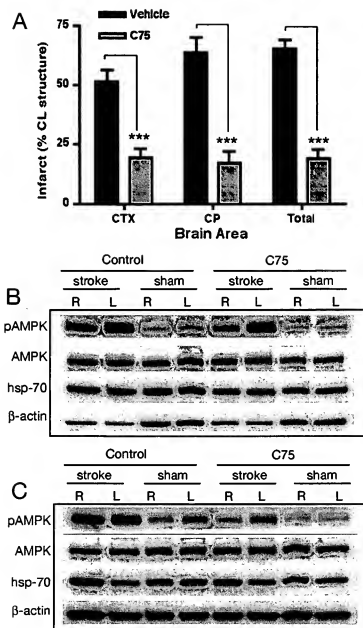 A
Vehicle
C75
Infarct (% CL structure)
75
50
25
0
***
***
***
CTX
CP
Total
Brain Area
Control
C75
stroke
sham
stroke
sham
B
R
L
R
L
R
L
R
L
pAMPK
AMPK
hsp-70
β-actin
Control
C75
stroke
sham
stroke
sham
C
R
L
R
L
R
L
R
L
pAMPK
AMPK
hsp-70
β-actin